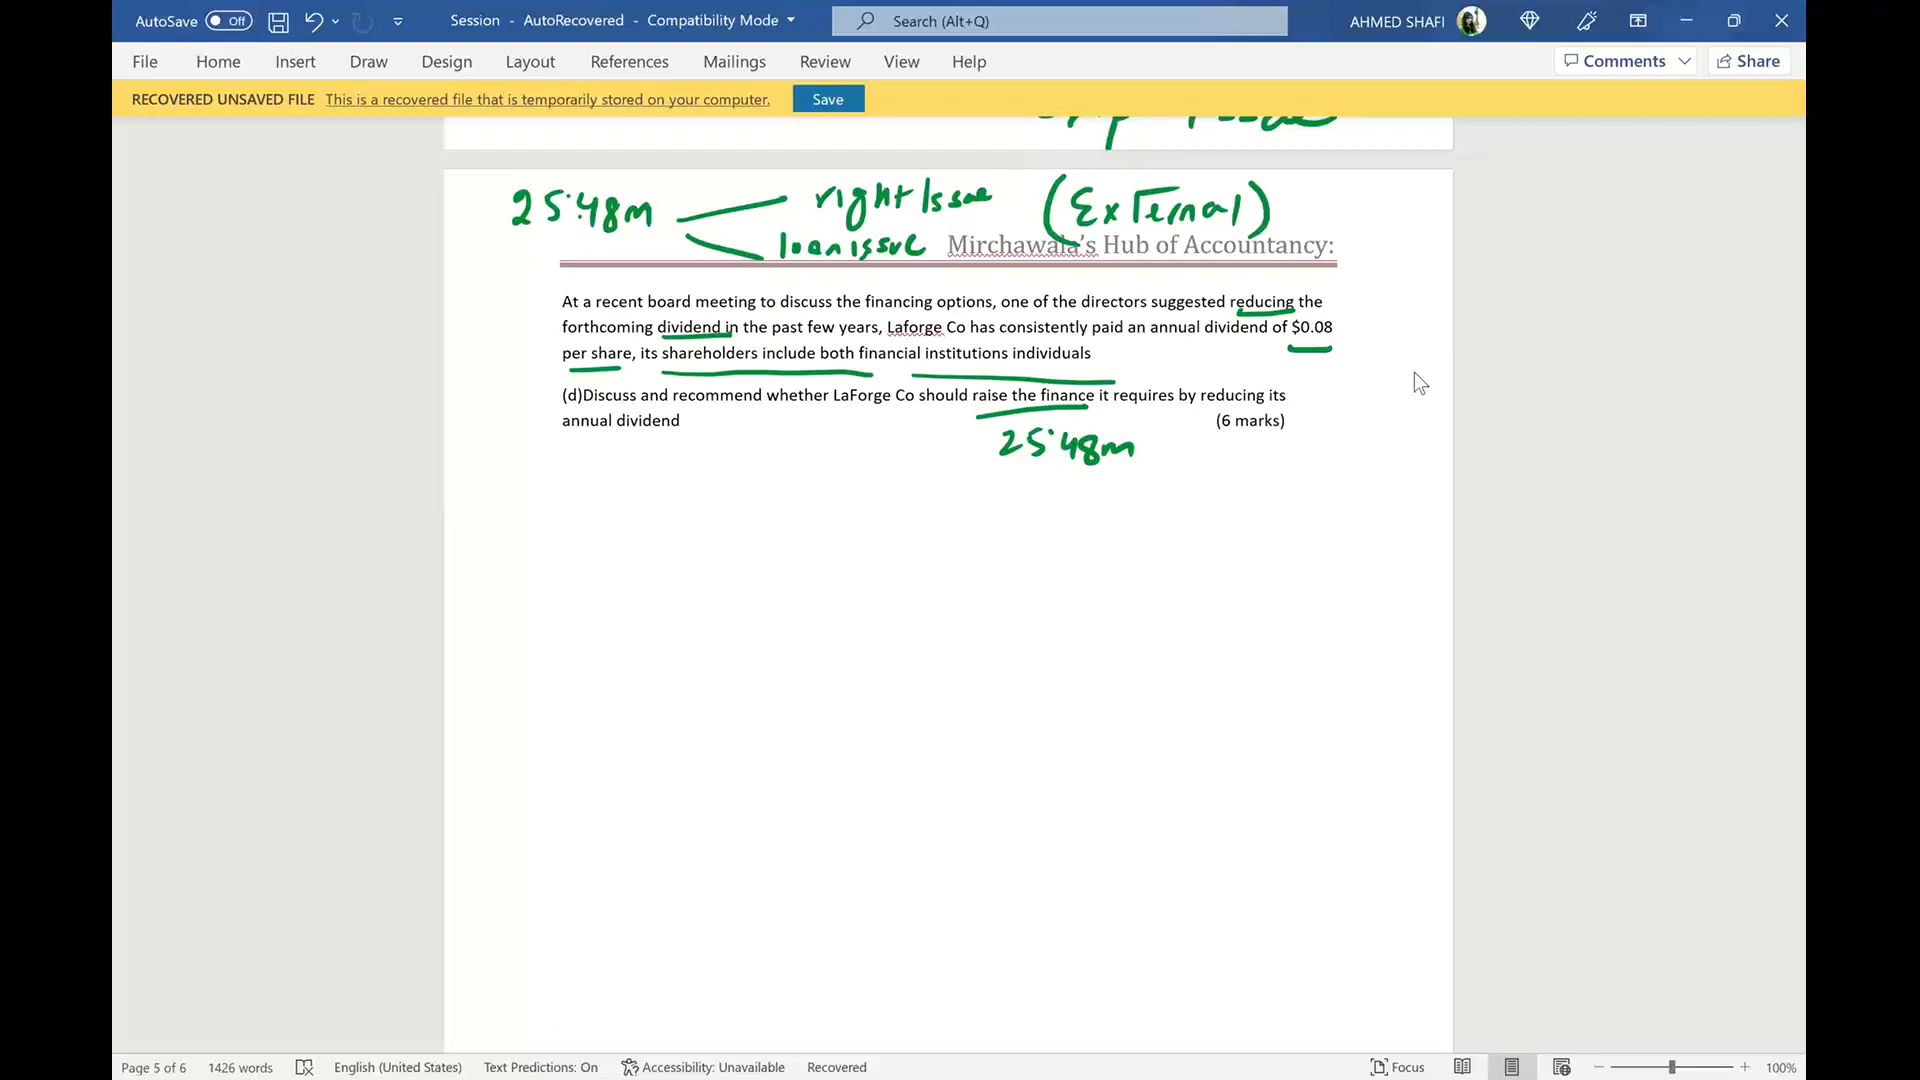 AutoSave Off Session - AutoRecovered - Compatibility Mode Search (Alt+Q) AHMED SHAFI
File Home Insert Draw Design Layout References Mailings Review View Help Comments Share
RECOVERED UNSAVED FILE This is a recovered file that is temporarily stored on your computer. Save
25.48m right Issue (External)
loan issue Mirchawala's Hub of Accountancy:
At a recent board meeting to discuss the financing options, one of the directors suggested reducing the
forthcoming dividend in the past few years, Laforge Co has consistently paid an annual dividend of $0.08
per share, its shareholders include both financial institutions individuals
(d)Discuss and recommend whether LaForge Co should raise the finance it requires by reducing its
annual dividend (6 marks)
25.48m
Page 5 of 6 1426 words English (United States) Text Predictions: On Accessibility: Unavailable Recovered Focus 100%